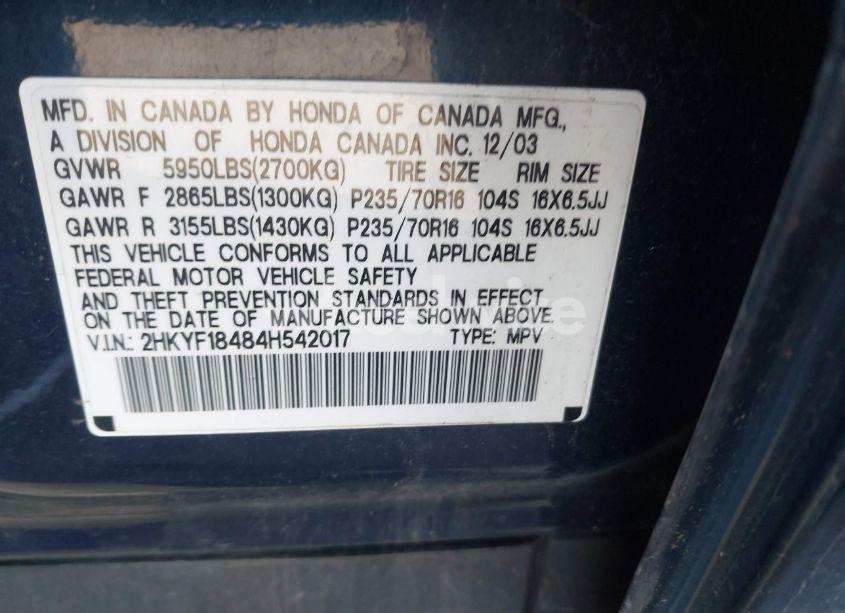 MFD. IN CANADA BY HONDA OF CANADA MFG.,
A DIVISION OF HONDA CANADA INC. 12/03
GVWR 5950LBS(2700KG) TIRE SIZE RIM SIZE
GAWR F 2865LBS(1300KG) P235/70R16 104S 16X6.5JJ
GAWR R 3155LBS(1430KG) P235/70R16 104S 16X6.5JJ
THIS VEHICLE CONFORMS TO ALL APPLICABLE
FEDERAL MOTOR VEHICLE SAFETY
AND THEFT PREVENTION STANDARDS IN EFFECT
ON THE DATE OF MANUFACTURE SHOWN ABOVE.
V.I.N.: 2HKYF18484H542017 TYPE: MPV